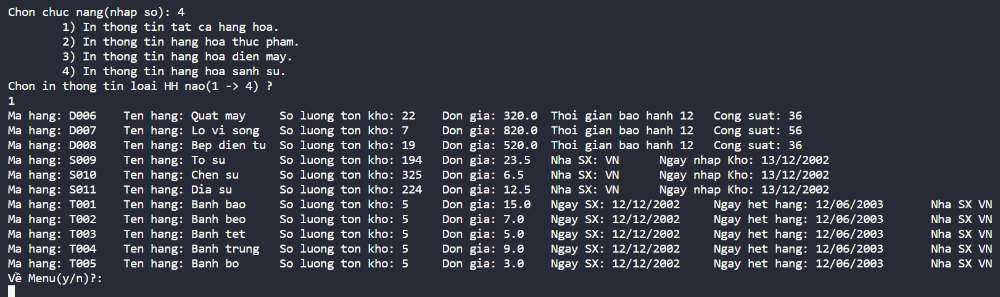 Chon chuc nang(nhap so): 4
1) In thong tin tat ca hang hoa.
2) In thong tin hang hoa thuc pham.
3) In thong tin hang hoa dien may.
4) In thong tin hang hoa sanh su.
Chon in thong tin loai HH nao(1 -> 4) ?
1
Ma hang: D006 Ten hang: Quat may So luong ton kho: 22 Don gia: 320.0 Thoi gian bao hanh 12 Cong suat: 36
Ma hang: D007 Ten hang: Lo vi song So luong ton kho: 7 Don gia: 820.0 Thoi gian bao hanh 12 Cong suat: 56
Ma hang: D008 Ten hang: Bep dien tu So luong ton kho: 19 Don gia: 520.0 Thoi gian bao hanh 12 Cong suat: 36
Ma hang: S009 Ten hang: To su So luong ton kho: 194 Don gia: 23.5 Nha SX: VN Ngay nhap Kho: 13/12/2002
Ma hang: S010 Ten hang: Chen su So luong ton kho: 325 Don gia: 6.5 Nha SX: VN Ngay nhap Kho: 13/12/2002
Ma hang: S011 Ten hang: Dia su So luong ton kho: 224 Don gia: 12.5 Nha SX: VN Ngay nhap Kho: 13/12/2002
Ma hang: T001 Ten hang: Banh bao So luong ton kho: 5 Don gia: 15.0 Ngay SX: 12/12/2002 Ngay het hang: 12/06/2003 Nha SX VN
Ma hang: T002 Ten hang: Banh beo So luong ton kho: 5 Don gia: 7.0 Ngay SX: 12/12/2002 Ngay het hang: 12/06/2003 Nha SX VN
Ma hang: T003 Ten hang: Banh tet So luong ton kho: 5 Don gia: 5.0 Ngay SX: 12/12/2002 Ngay het hang: 12/06/2003 Nha SX VN
Ma hang: T004 Ten hang: Banh trung So luong ton kho: 5 Don gia: 9.0 Ngay SX: 12/12/2002 Ngay het hang: 12/06/2003 Nha SX VN
Ma hang: T005 Ten hang: Banh bo So luong ton kho: 5 Don gia: 3.0 Ngay SX: 12/12/2002 Ngay het hang: 12/06/2003 Nha SX VN
Về Menu(y/n)?: